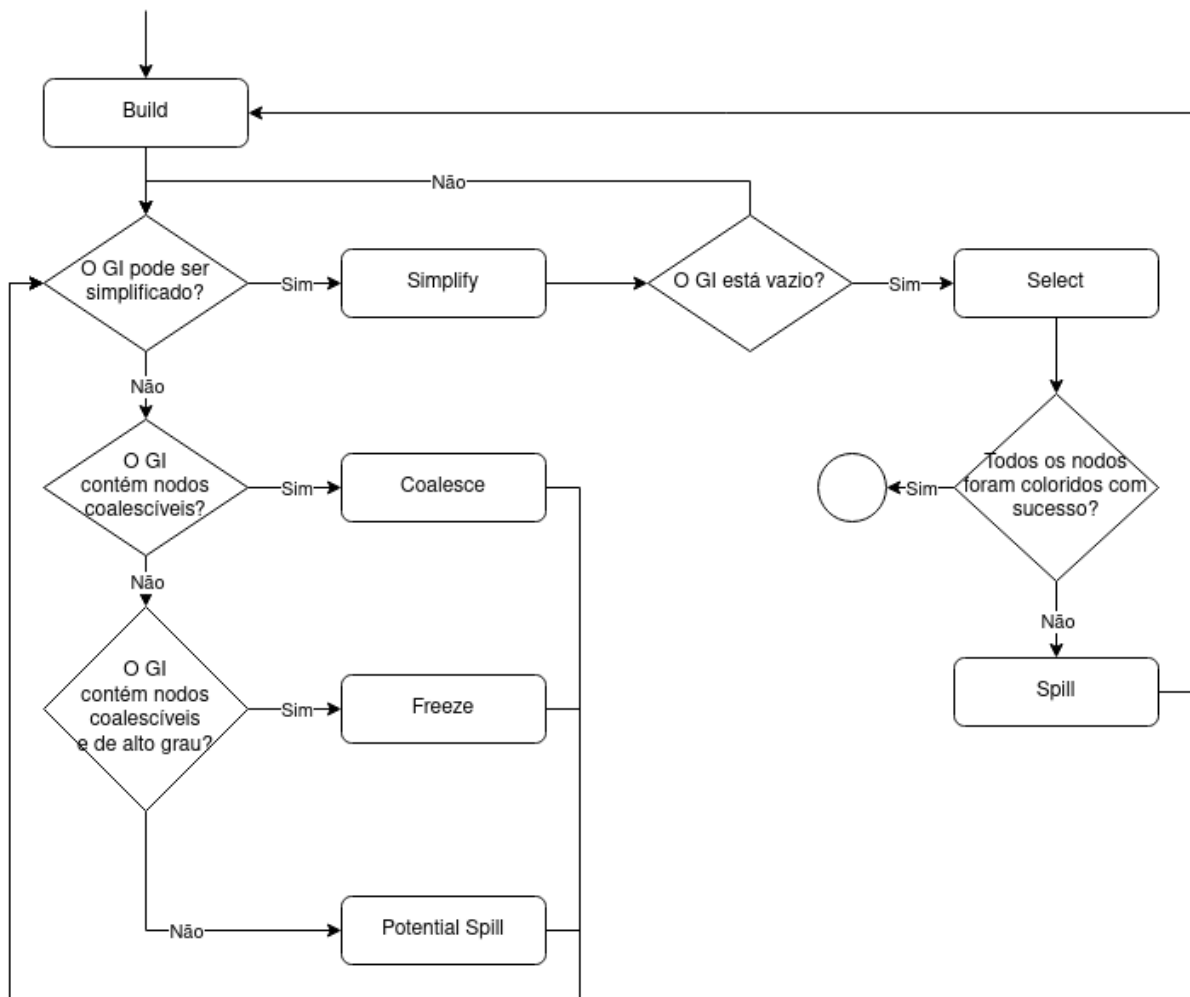 Build
Não
O GI pode ser
simplificado?
Sim
Simplify
O GI está vazio?
Sim
Select
Não
O GI
contém nodos
coalescíveis?
Sim
Coalesce
Todos os nodos
foram coloridos com
sucesso?
Sim
Não
Não
O GI
contém nodos
coalescíveis
e de alto grau?
Sim
Freeze
Spill
Não
Potential Spill